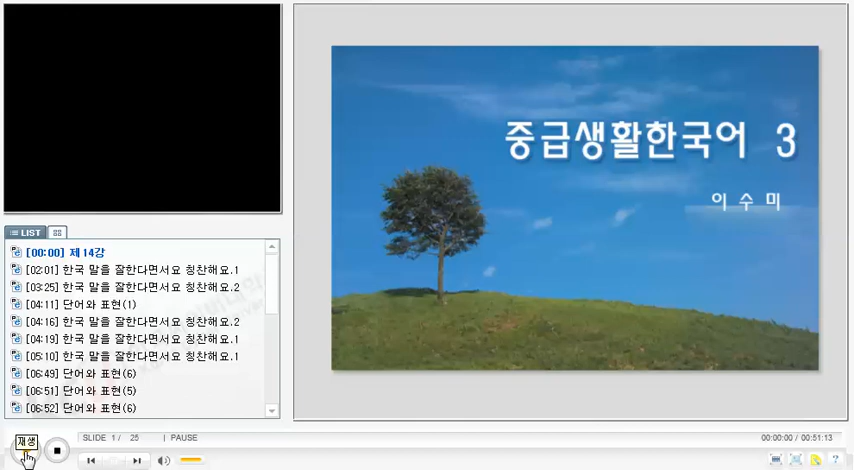 중급생활한국어 3
이 수 미
LIST
[00:00] 제 14강
[02:01] 한국 말을 잘한다면서요 칭찬해요.1
[03:25] 한국 말을 잘한다면서요 칭찬해요.2
[04:11] 단어와 표현(1)
[04:16] 한국 말을 잘한다면서요 칭찬해요.2
[04:19] 한국 말을 잘한다면서요 칭찬해요.1
[05:10] 한국 말을 잘한다면서요 칭찬해요.1
[06:49] 단어와 표현(6)
[06:51] 단어와 표현(5)
[06:52] 단어와 표현(6)
재생
SLIDE 1 / 25 | PAUSE
00:00:00 / 00:51:13